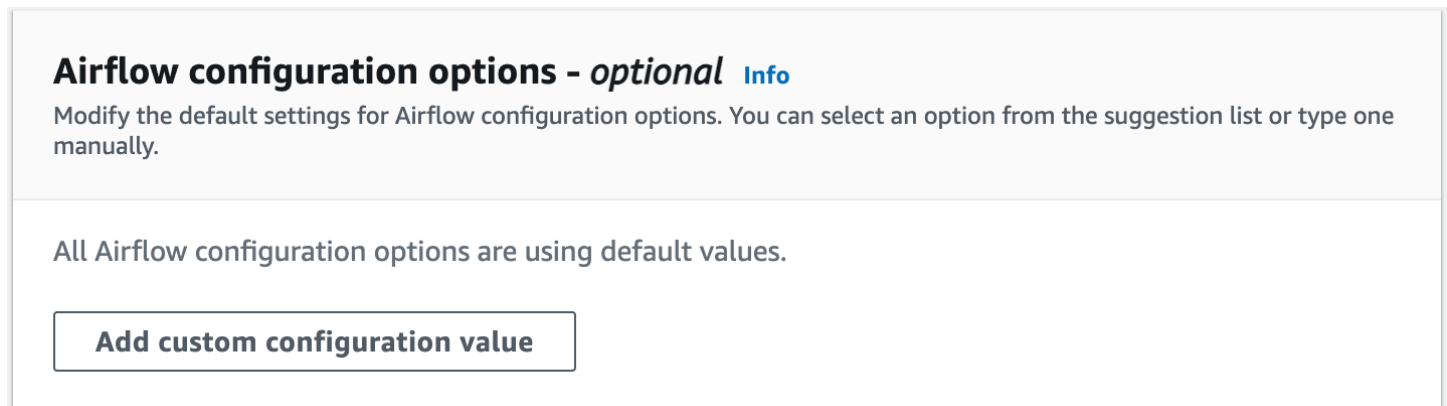 Airflow configuration options - optional Info
Modify the default settings for Airflow configuration options. You can select an option from the suggestion list or type one
manually.
All Airflow configuration options are using default values.
Add custom configuration value